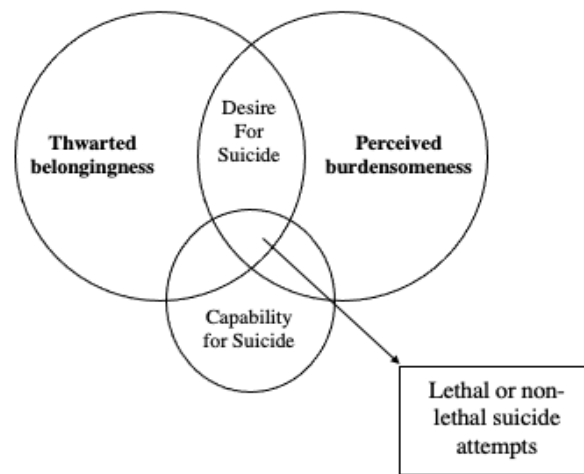 Desire
For
Suicide
Thwarted
belongingness
Perceived
burdensomeness
Capability
for Suicide
Lethal or non-
lethal suicide
attempts